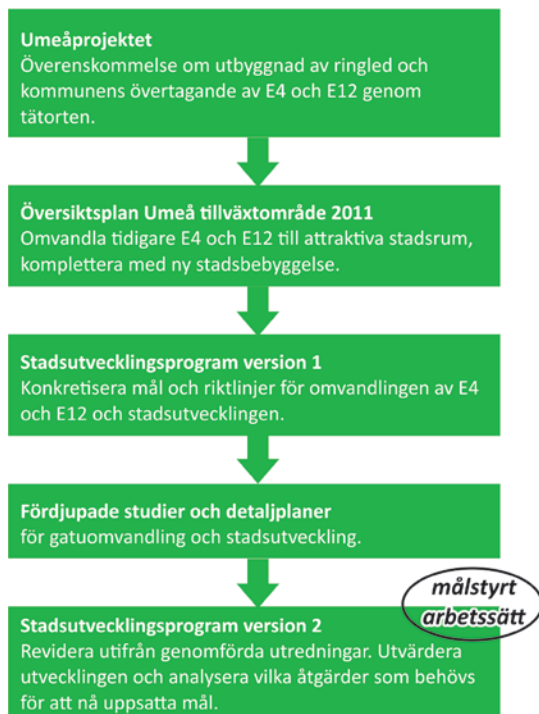 Umeåprojektet
Överenskommelse om utbyggnad av ringled och
kommunens övertagande av E4 och E12 genom
tätorten.
Översiktsplan Umeå tillväxtområde 2011
Omvandla tidigare E4 och E12 till attraktiva stadsrum,
komplettera med ny stadsbebyggelse.
Stadsutvecklingsprogram version 1
Konkretisera mål och riktlinjer för omvandlingen av E4
och E12 och stadsutvecklingen.
Fördjupade studier och detaljplaner
för gatuomvandling och stadsutveckling.
målstyrt
arbetssätt
Stadsutvecklingsprogram version 2
Revidera utifrån genomförda utredningar. Utvärdera
utvecklingen och analysera vilka åtgärder som behövs
för att nå uppsatta mål.